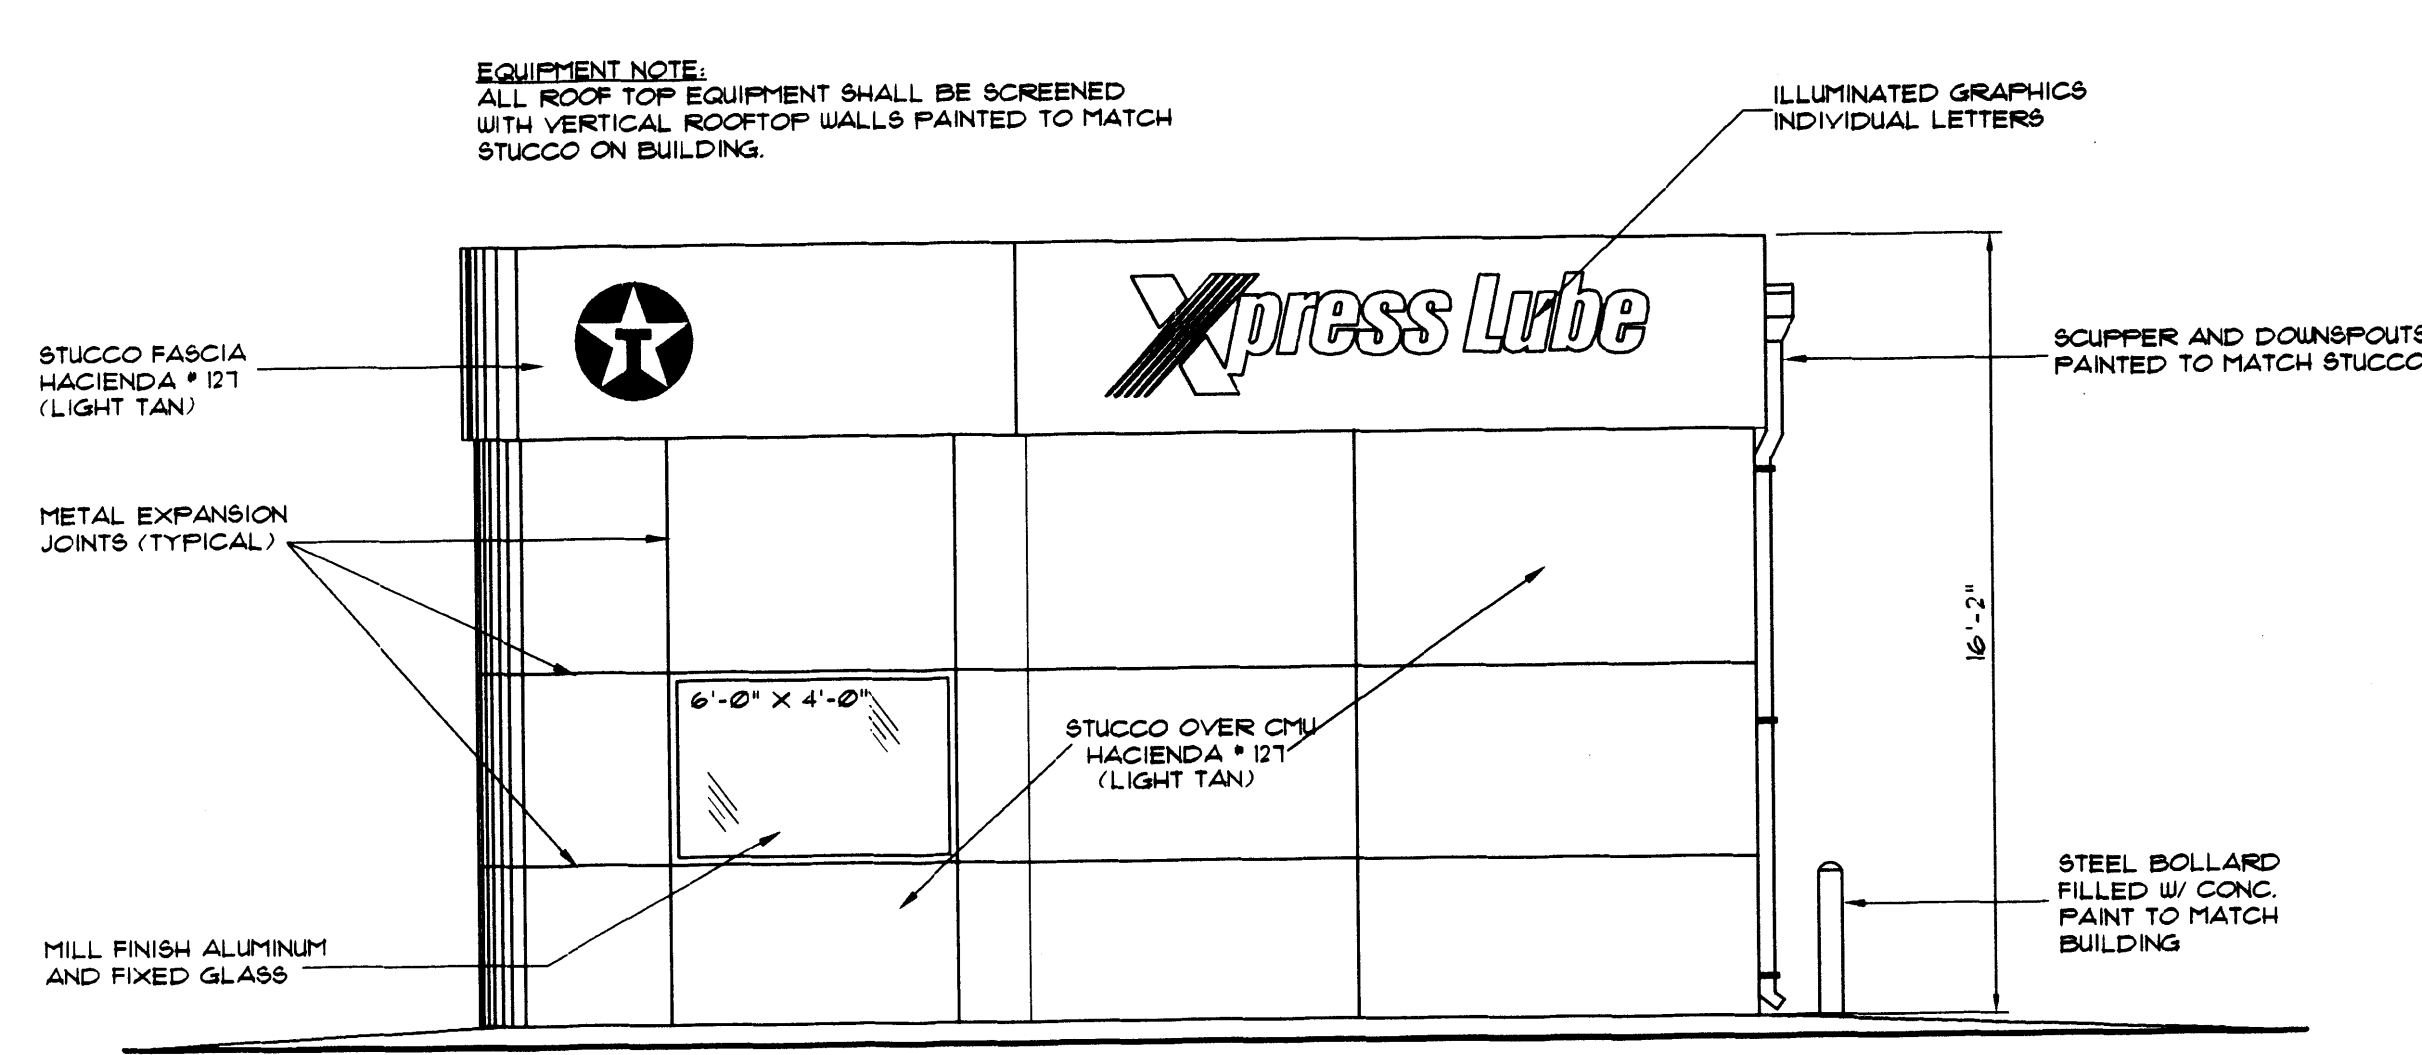 EQUIPMENT NOTE:
ALL ROOF TOP EQUIPMENT SHALL BE SCREENED
WITH VERTICAL ROOFTOP WALLS PAINTED TO MATCH
STUCCO ON BUILDING.
ILLUMINATED GRAPHICS
INDIVIDUAL LETTERS
T
Xpress Lube
STUCCO FASCIA
HACIENDA # 127
(LIGHT TAN)
SCUPPER AND DOWNSPOUTS
PAINTED TO MATCH STUCCO
METAL EXPANSION
JOINTS (TYPICAL)
16'-2"
6'-0" X 4'-0"
STUCCO OVER CMU
HACIENDA # 127
(LIGHT TAN)
MILL FINISH ALUMINUM
AND FIXED GLASS
STEEL BOLLARD
FILLED W/ CONC.
PAINT TO MATCH
BUILDING